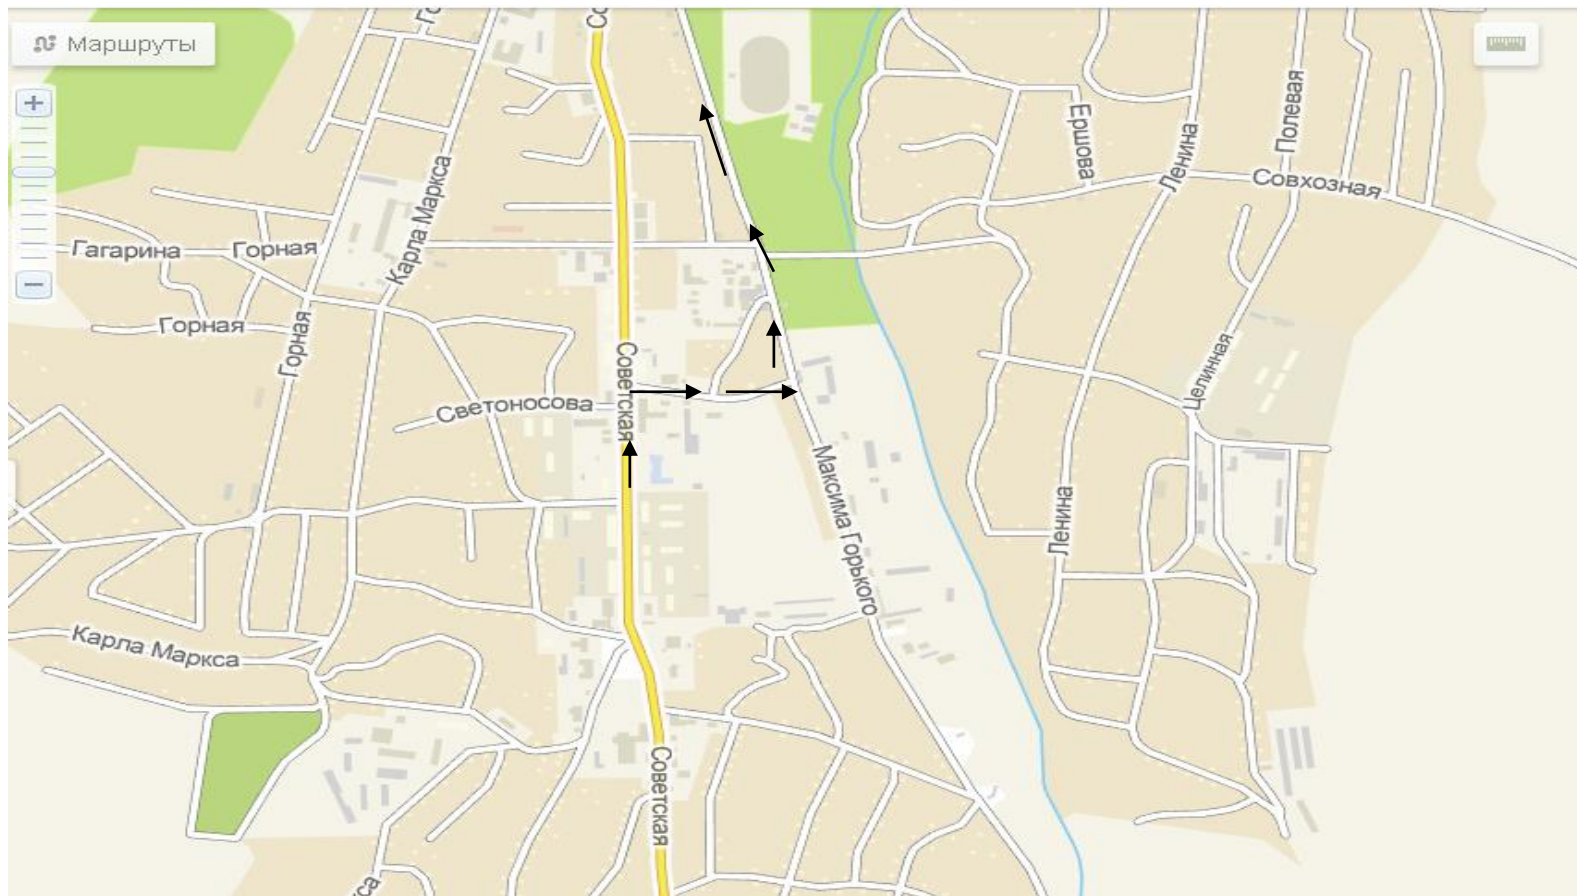 Маршруты
Ершова
Ленина
Полевая
Совхозная
Карла Маркса
Гагарина
Горная
Горная
Горная
Советская
Светоносова
Целинная
Максима Горького
Ленина
Карла Маркса
Советская